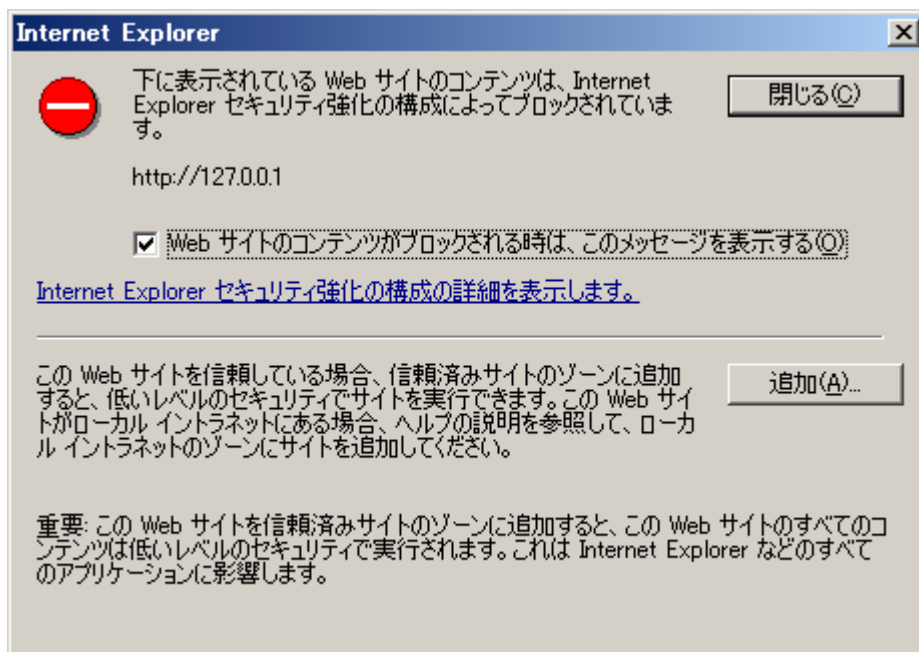 Internet Explorer
下に表示されている Web サイトのコンテンツは、Internet
Explorer セキュリティ強化の構成によってブロックされていま
す。
閉じる(C)
http://127.0.0.1
Web サイトのコンテンツがブロックされる時は、このメッセージを表示する(O)
Internet Explorer セキュリティ強化の構成の詳細を表示します。
この Web サイトを信頼している場合、信頼済みサイトのゾーンに追加
すると、低いレベルのセキュリティでサイトを実行できます。この Web サイ
トがローカル イントラネットにある場合、ヘルプの説明を参照して、ローカ
ル イントラネットのゾーンにサイトを追加してください。
追加(A)...
重要: この Web サイトを信頼済みサイトのゾーンに追加すると、この Web サイトのすべてのコ
ンテンツは低いレベルのセキュリティで実行されます。これは Internet Explorer などのすべて
のアプリケーションに影響します。